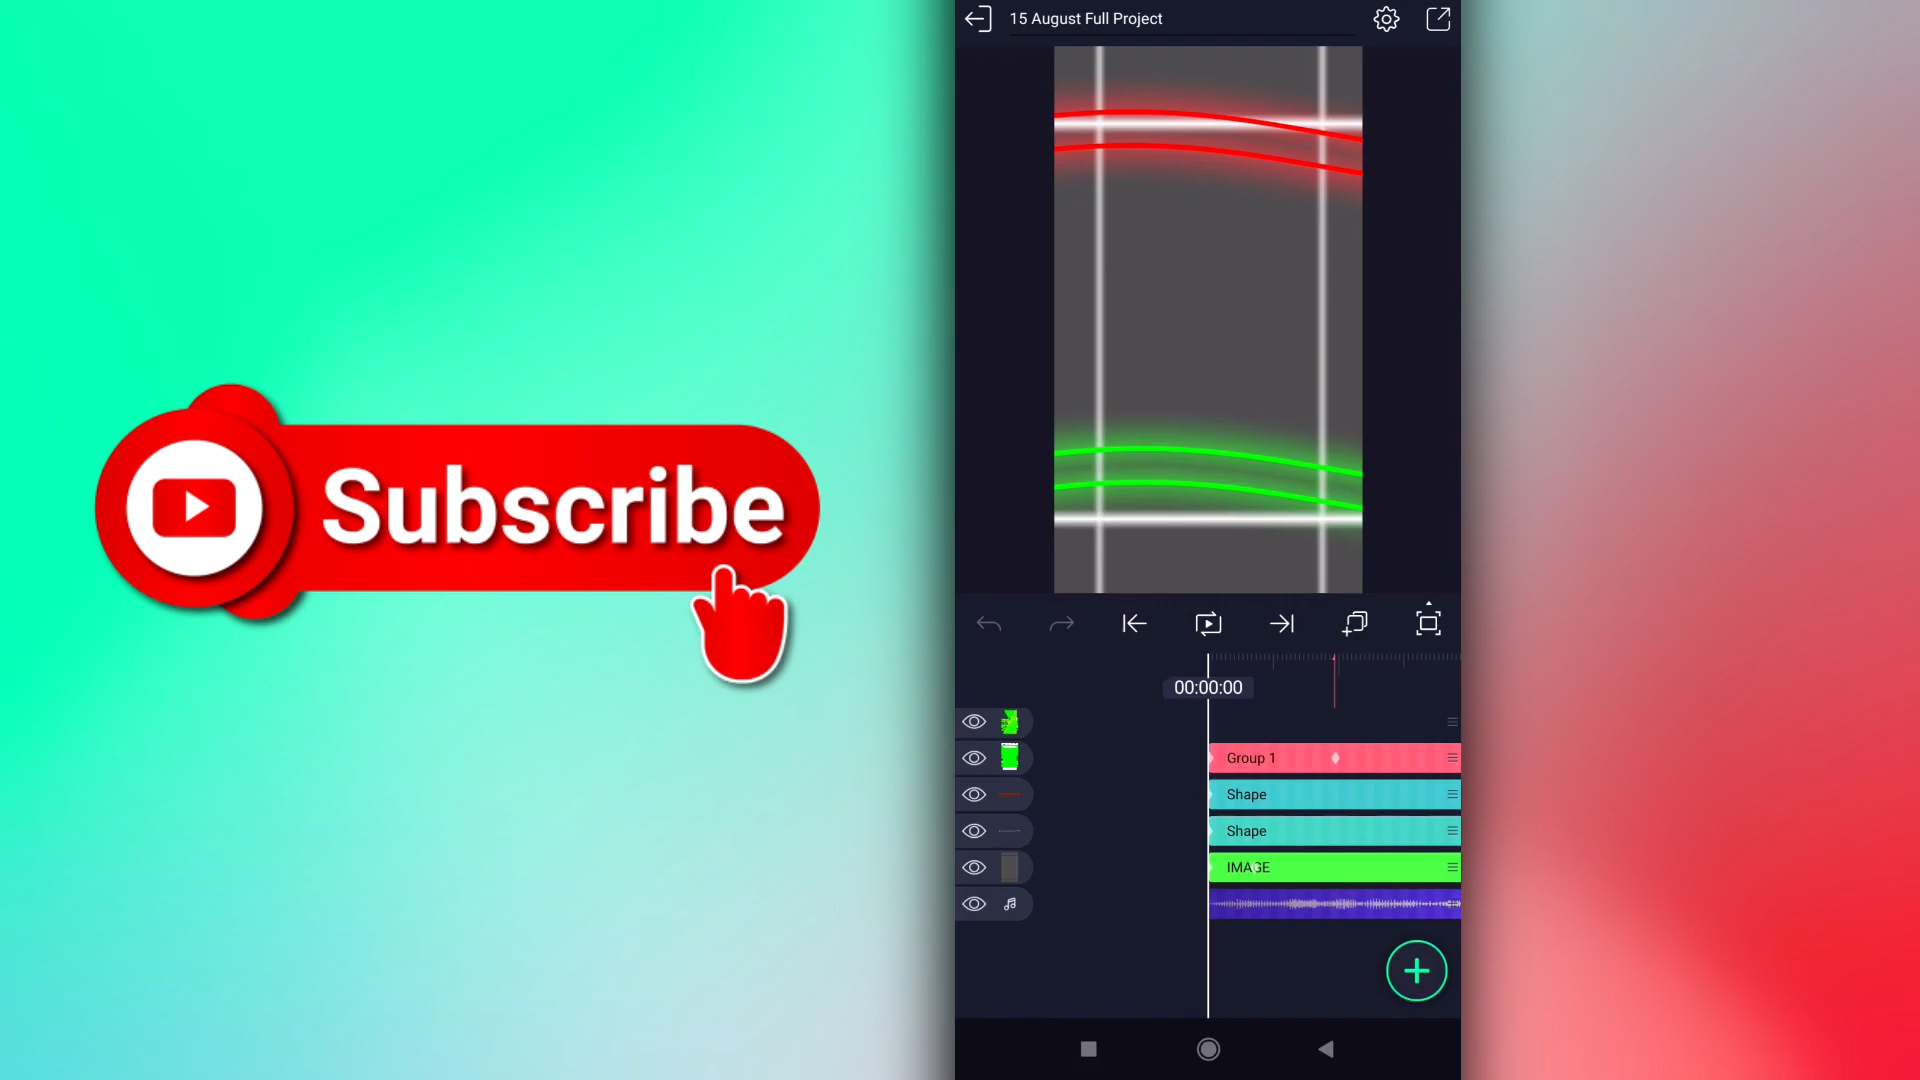 15 August Full Project
Subscribe
00:00:00
Group 1
Shape
Shape
IMAGE